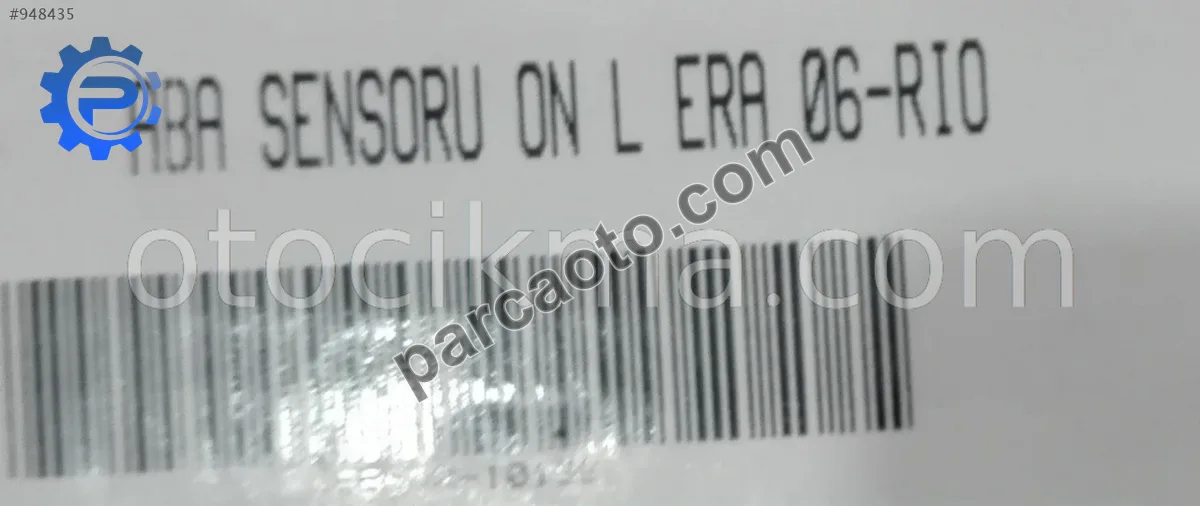 #948435
ABA SENSORU ON L ERA 06-RIO
otocikma.com
parcaoto.com